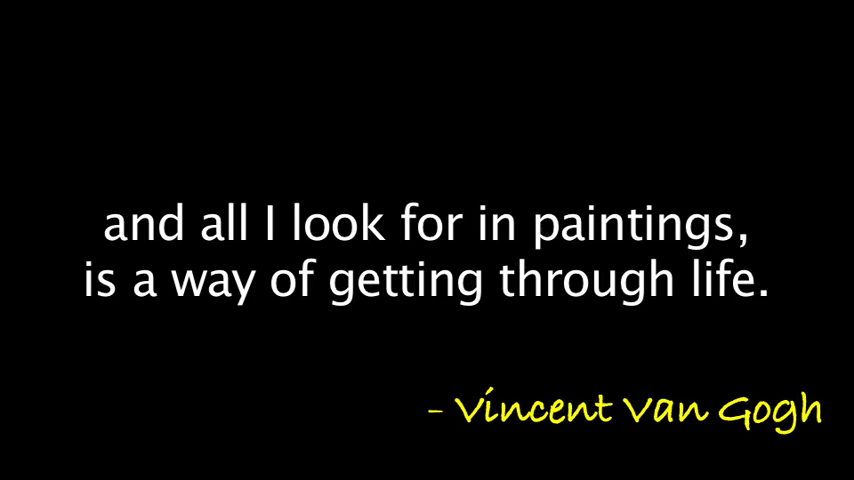 and all I look for in paintings,
is a way of getting through life.
- Vincent Van Gogh